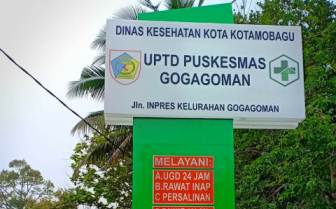 DINAS KESEHATAN KOTA KOTAMOBAGU
UPTD PUSKESMAS
GOGAGOMAN
Jln. INPRES KELURAHAN GOGAGOMAN
MELAYANI:
A.UGD 24 JAM
B.RAWAT INAP
C PERSALINAN